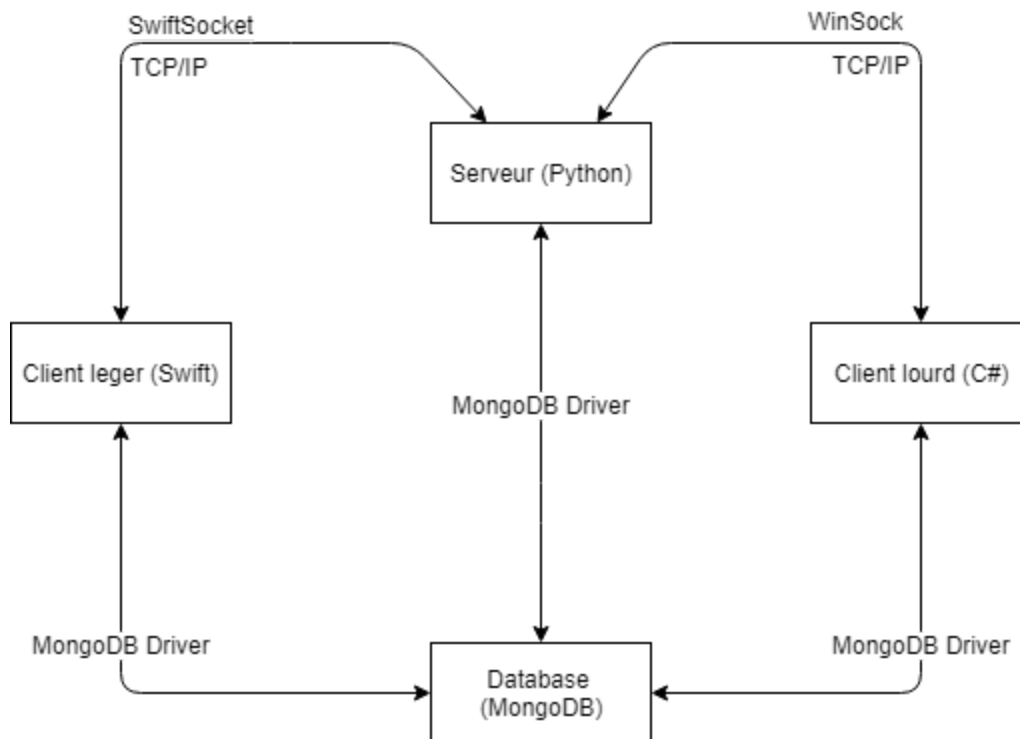 SwiftSocket
WinSock
TCP/IP
TCP/IP
Serveur (Python)
Client leger (Swift)
Client lourd (C#)
MongoDB Driver
MongoDB Driver
MongoDB Driver
Database
(MongoDB)